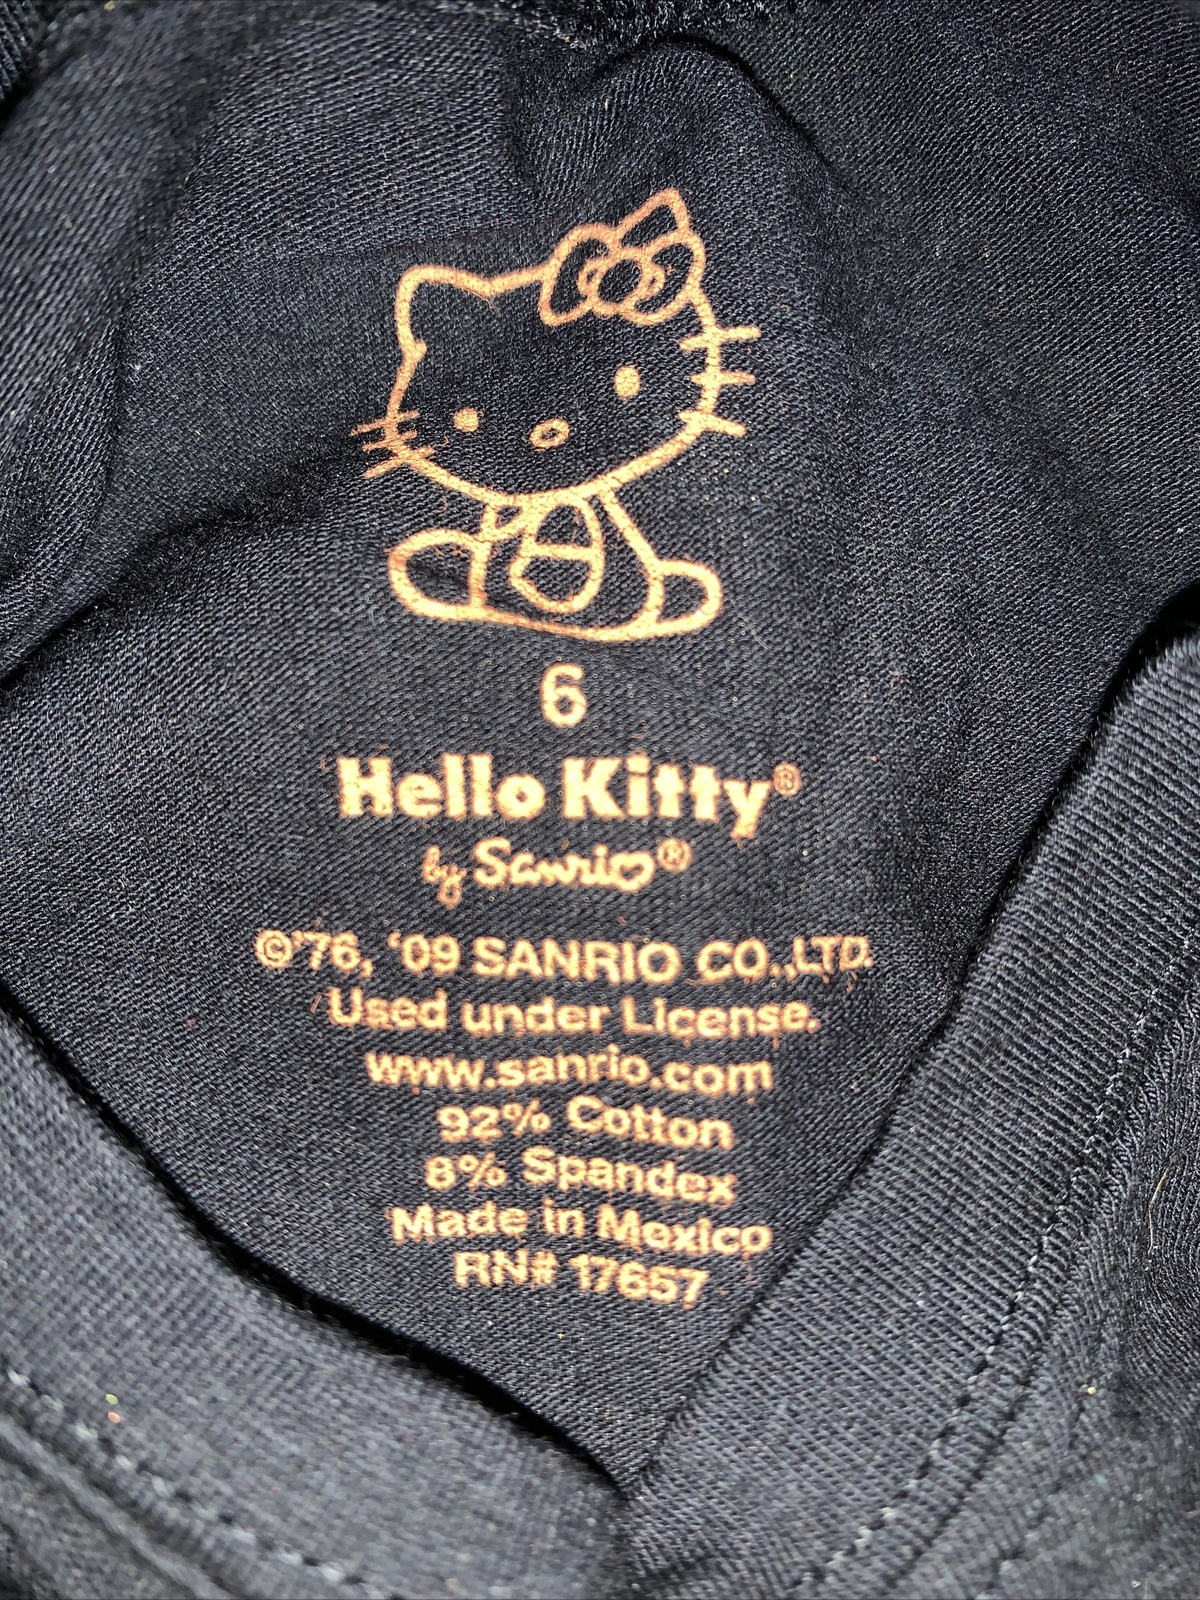 6
Hello Kitty®
by Sanrio®
©'76, '09 SANRIO CO.,LTD.
Used under License.
www.sanrio.com
92% Cotton
8% Spandex
Made in Mexico
RN# 17657